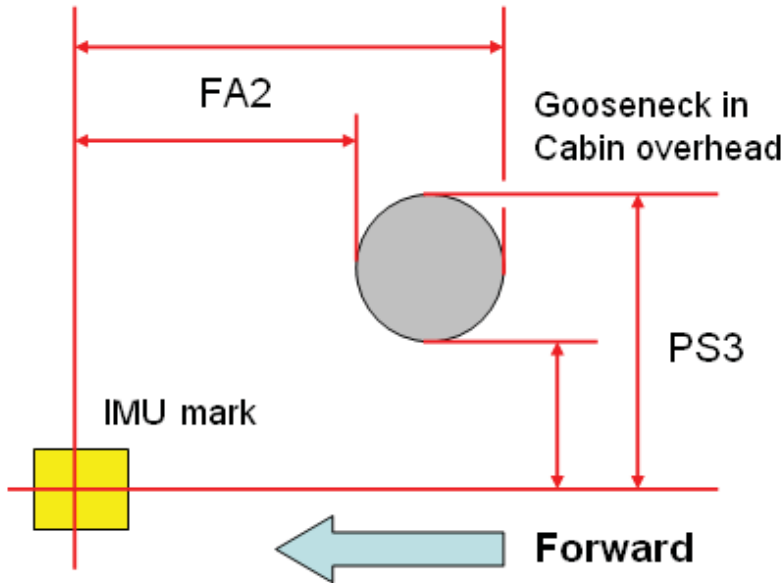 FA2
Gooseneck in
Cabin overhead
PS3
IMU mark
Forward